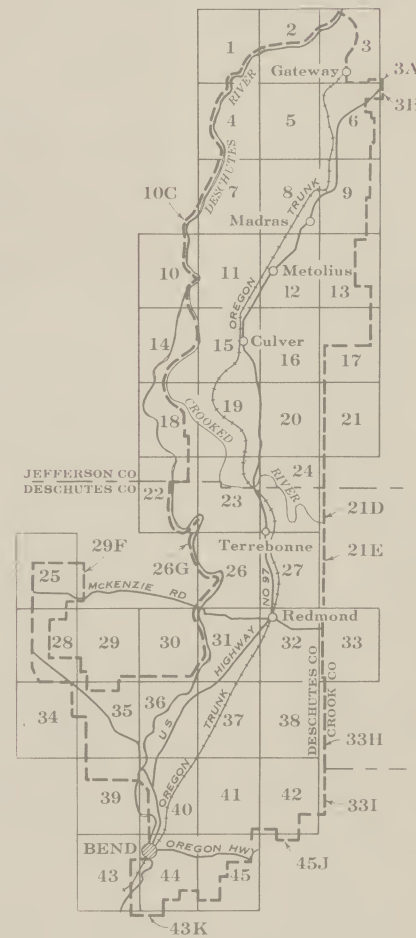 2
1
3
3A
Gateway
3B
RIVER
4
5
6
DESCHUTES
10C
7
8
9
TRUNK
Madras
10
11
Metolius
12
13
OREGON
14
15
Culver
16
17
19
18
CROOKED
20
21
JEFFERSON CO
DESCHUTES CO
22
23
24
RIVER
21D
29F
Terrebonne
25
26G
26
27
21E
McKENZIE RD
NO 97
Redmond
28
29
30
31
32
33
HIGHWAY
DESCHUTES CO
CROOK CO
34
35
36
U S
TRUNK
37
38
33H
OREGON
39
40
41
42
33I
BEND
OREGON HWY
43
44
45
45J
43K